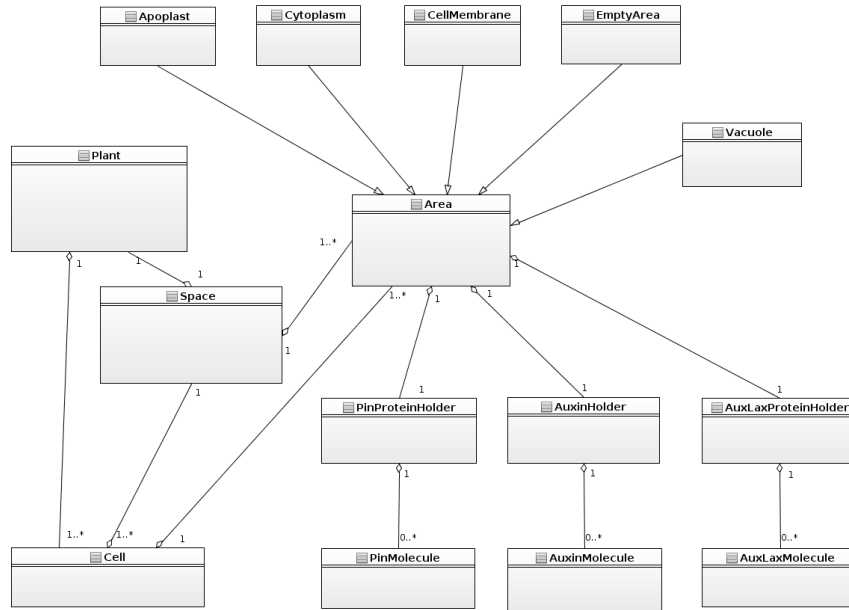 Apoplast
Cytoplasm
CellMembrane
EmptyArea
Vacuole
Plant
Area
1..*
1
1
1
1
1..*
1
1
1
Space
1
1
1
1
1
PinProteinHolder
AuxinHolder
AuxLaxProteinHolder
1
1
1
1..*
1..*
1
0..*
0..*
0..*
Cell
PinMolecule
AuxinMolecule
AuxLaxMolecule